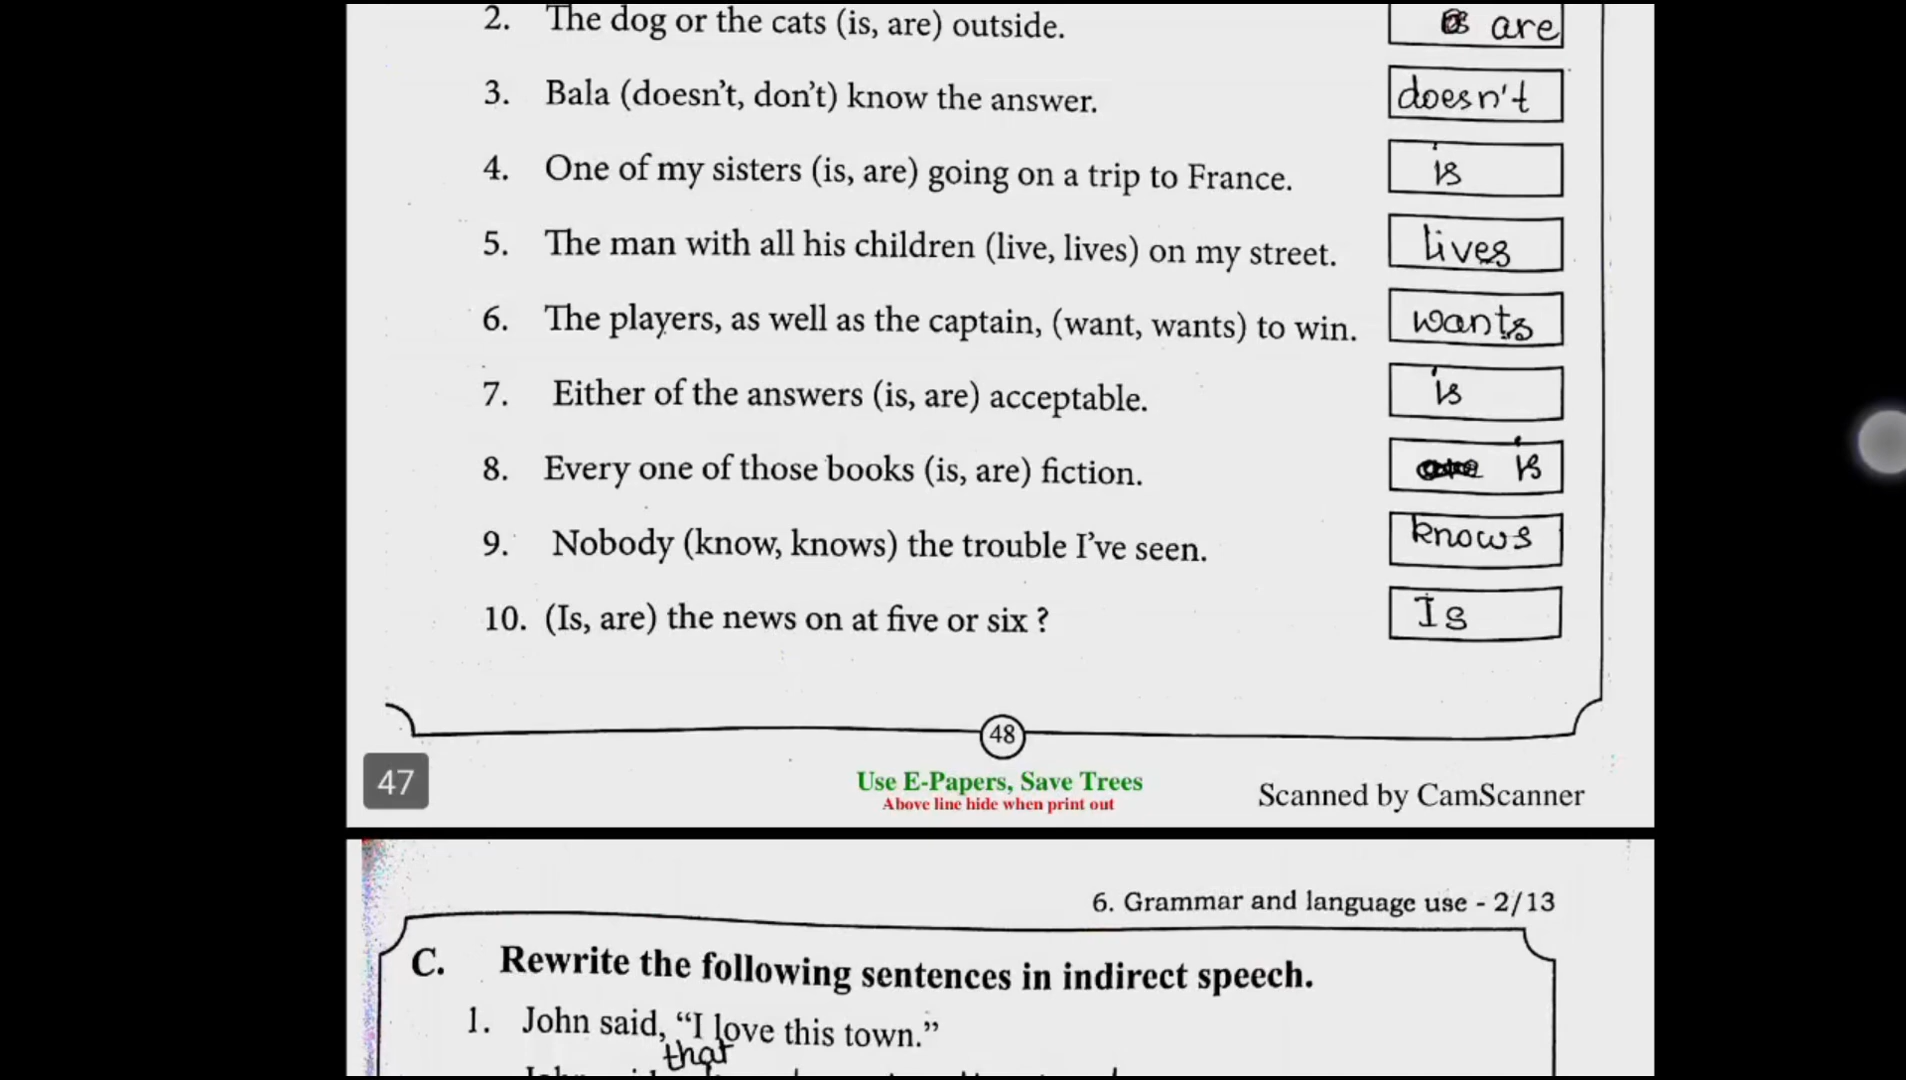 2. The dog or the cats (is, are) outside. are
3. Bala (doesn't, don't) know the answer. doesn't
4. One of my sisters (is, are) going on a trip to France. is
5. The man with all his children (live, lives) on my street. lives
6. The players, as well as the captain, (want, wants) to win. wants
7. Either of the answers (is, are) acceptable. is
8. Every one of those books (is, are) fiction. is
9. Nobody (know, knows) the trouble I've seen. knows
10. (Is, are) the news on at five or six ? Is
48
47
Use E-Papers, Save Trees
Above line hide when print out
Scanned by CamScanner
6. Grammar and language use - 2/13
C. Rewrite the following sentences in indirect speech.
1. John said, “I love this town.”
that